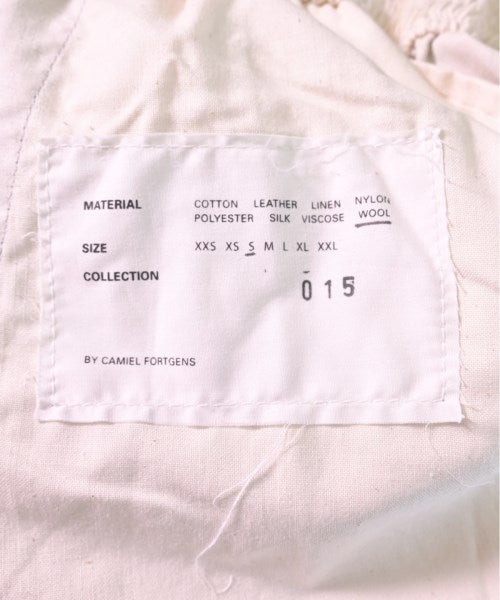 MATERIAL COTTON LEATHER LINEN NYLON
POLYESTER SILK VISCOSE WOOL
SIZE XXS XS S M L XL XXL
COLLECTION 015
BY CAMIEL FORTGENS